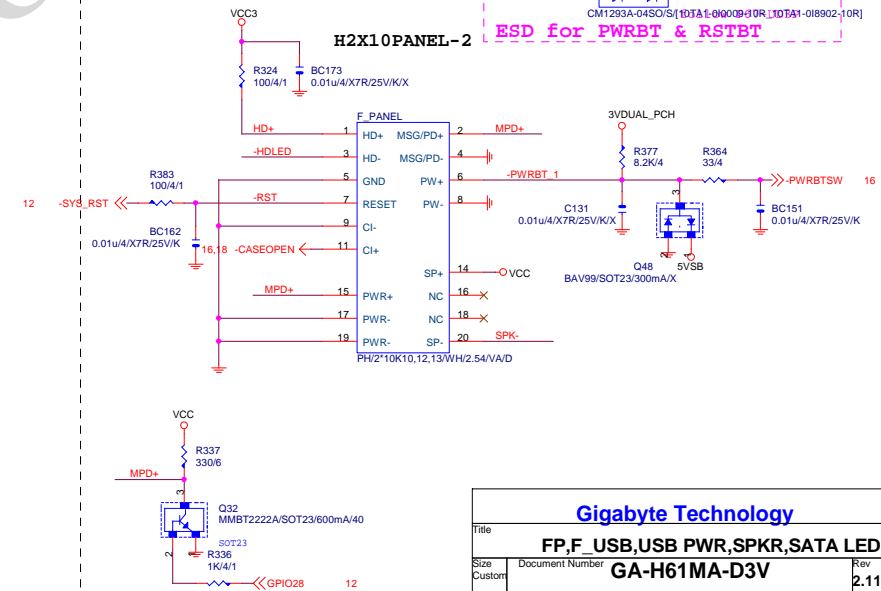 CM1293A-04SO/S/[10TA1-
ESD for PWRBT & RSTBT
VCC3
H2X10PANEL-2
R324
100/4/1
BC173
0.01u/4/X7R/25V/K/X
F_PANEL
HD+ 1 HD+ MSG/PD+ 2 MPD+
-HDLED 3 HD- MSG/PD- 4
5 GND PW+ 6 -PWRBT_1
-RST 7 RESET PW- 8
9 CI-
16,18 -CASEOPEN 11 CI+
SP+ 14 VCC
MPD+ 15 PWR+ NC 16
17 PWR- NC 18
19 PWR- SP- 20 SPK-
PH/2*10K10,12,13/WH/2.54/VA/D
R383
100/4/1
12 -SYS_RST
BC162
0.01u/4/X7R/25V/K
3VDUAL_PCH
R377
8.2K/4
R364
33/4
-PWRBTSW 16
C131
0.01u/4/X7R/25V/K/X
BC151
0.01u/4/X7R/25V/K
3
2
1
Q48
5VSB
BAV99/SOT23/300mA/X
VCC
R337
330/6
MPD+
3
Q32
MMBT2222A/SOT23/600mA/40
SOT23
2
1
R336
1K/4/1
GPIO28 12
Gigabyte Technology
Title
FP,F_USB,USB PWR,SPKR,SATA LED
Size
Custom
Document Number
GA-H61MA-D3V
Rev
2.11